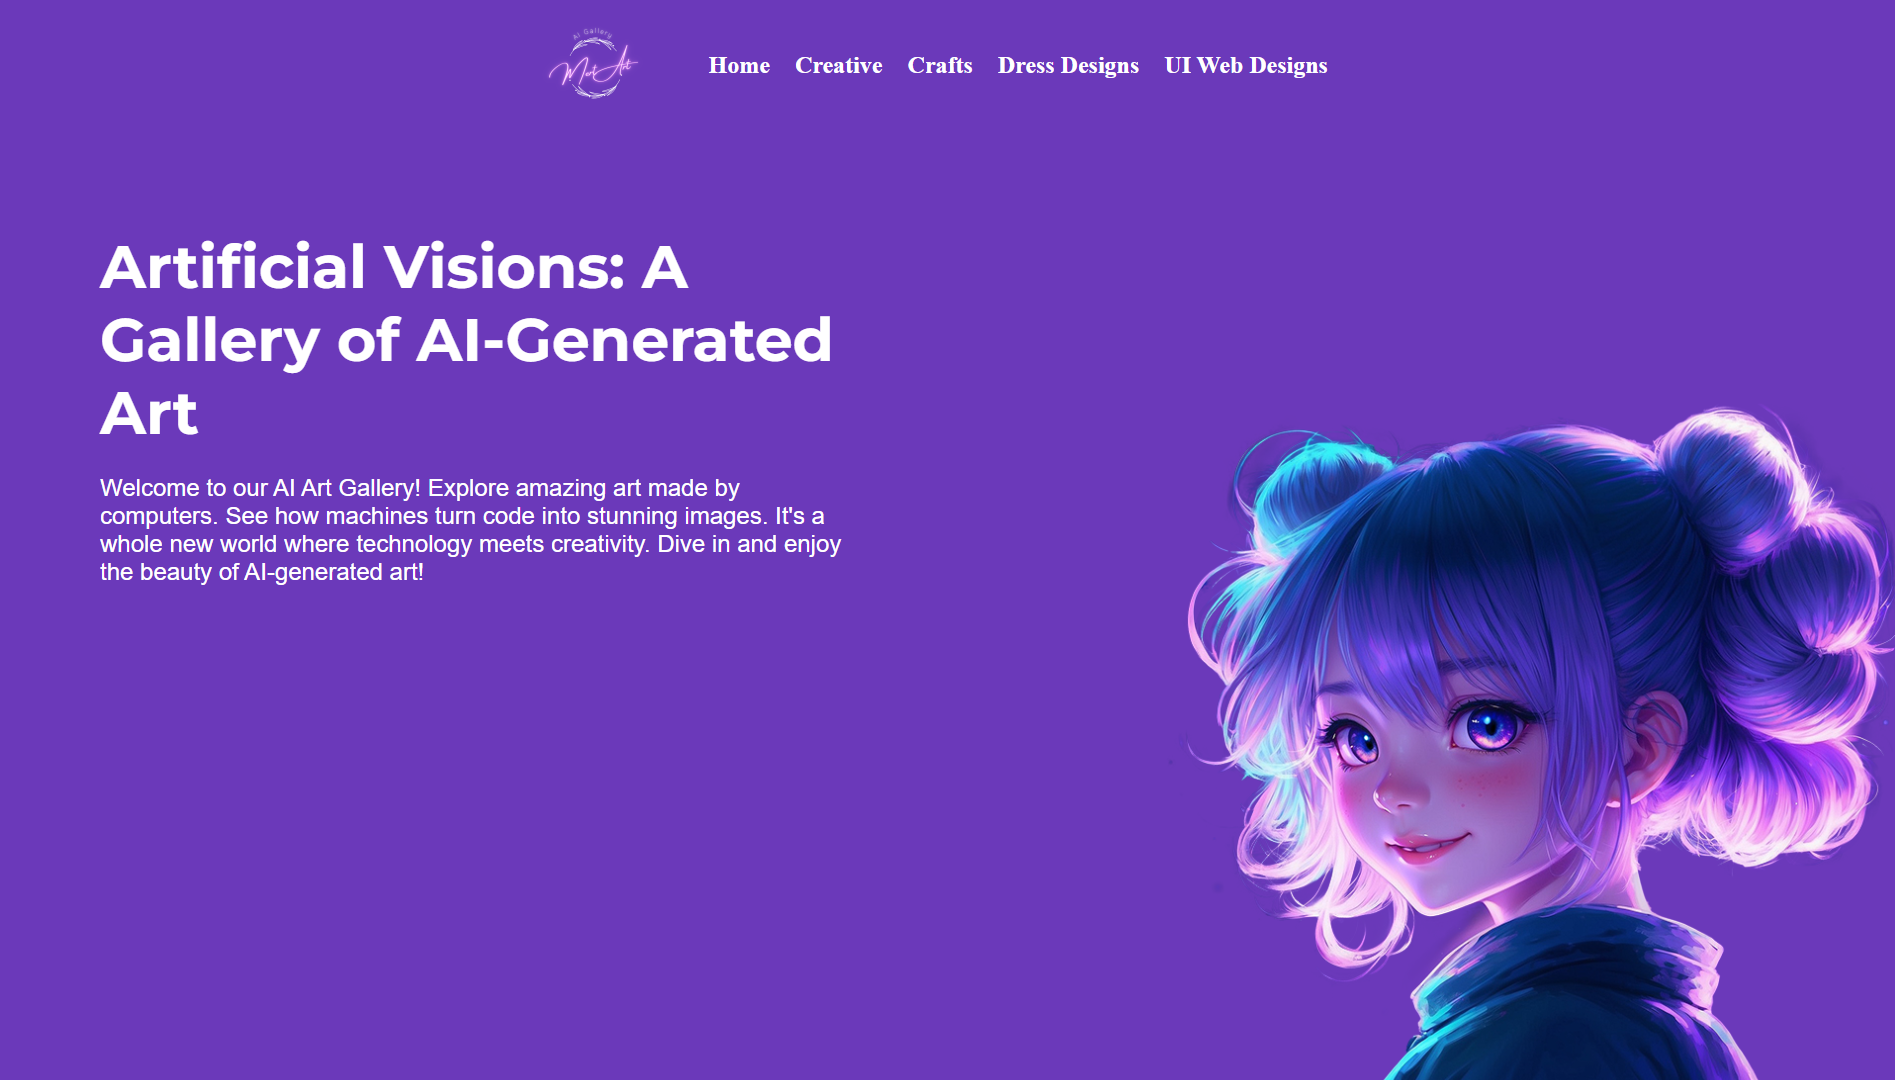 AI Gallery
MertArt
Home Creative Crafts Dress Designs UI Web Designs
Artificial Visions: A
Gallery of AI-Generated
Art
Welcome to our AI Art Gallery! Explore amazing art made by
computers. See how machines turn code into stunning images. It's a
whole new world where technology meets creativity. Dive in and enjoy
the beauty of AI-generated art!